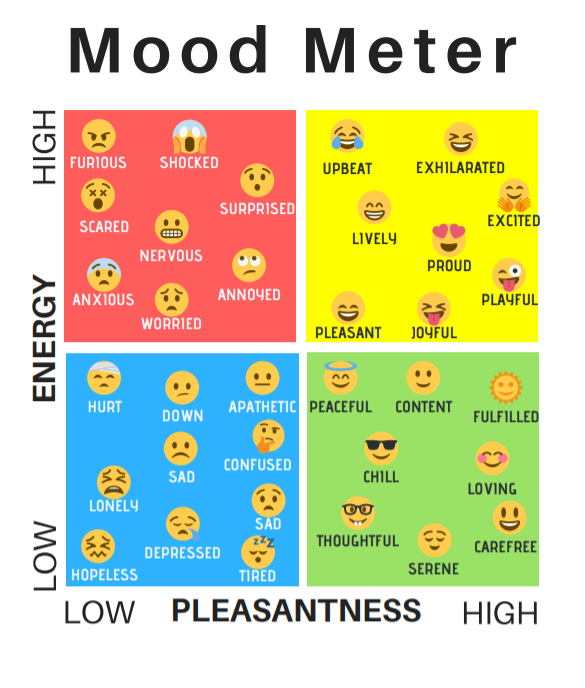 Mood Meter
HIGH
ENERGY
LOW
FURIOUS
SHOCKED
SURPRISED
SCARED
NERVOUS
ANXIOUS
ANNOYED
WORRIED
UPBEAT
EXHILARATED
EXCITED
LIVELY
PROUD
PLAYFUL
PLEASANT
JOYFUL
HURT
DOWN
APATHETIC
CONFUSED
SAD
LONELY
SAD
DEPRESSED
HOPELESS
TIRED
PEACEFUL
CONTENT
FULFILLED
CHILL
LOVING
THOUGHTFUL
CAREFREE
SERENE
LOW
PLEASANTNESS
HIGH